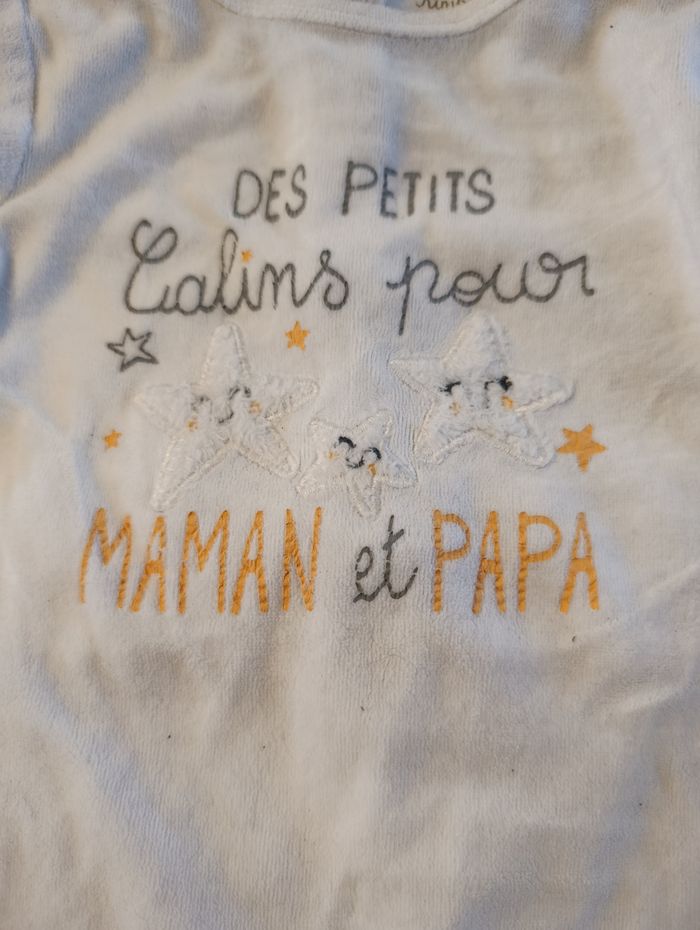 DES PETITS
Calins pour
MAMAN et PAPA